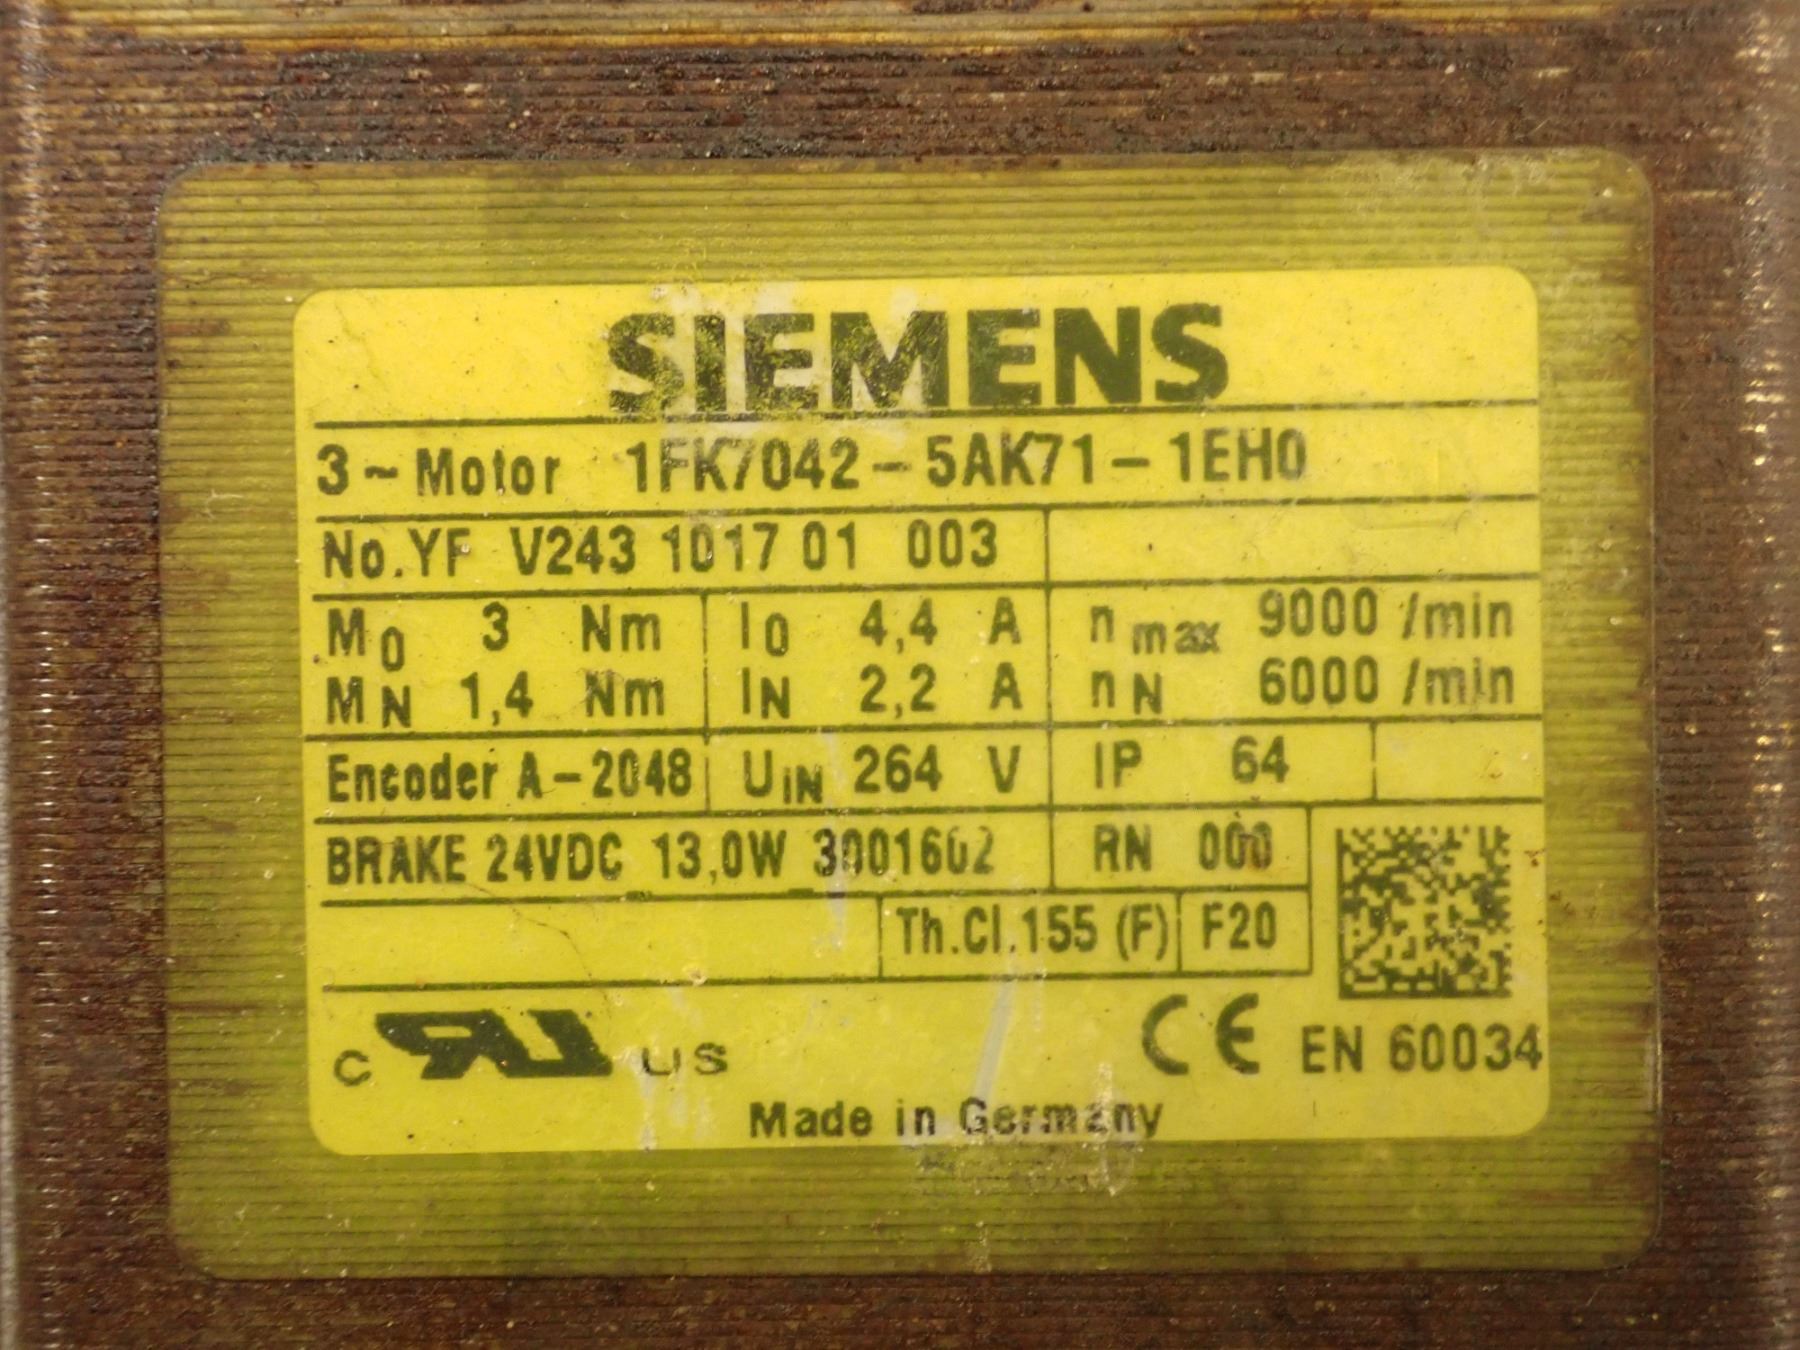 SIEMENS
3~Motor 1FK7042-5AK71-1EH0
No.YF V243 1017 01 003
M0 3 Nm I0 4,4 A nmax 9000 /min
MN 1,4 Nm IN 2,2 A nN 6000 /min
Encoder A-2048 UIN 264 V IP 64
BRAKE 24VDC 13,0W 3001602 RN 000
Th.Cl.155 (F) F20
c RU US CE EN 60034
Made in Germany